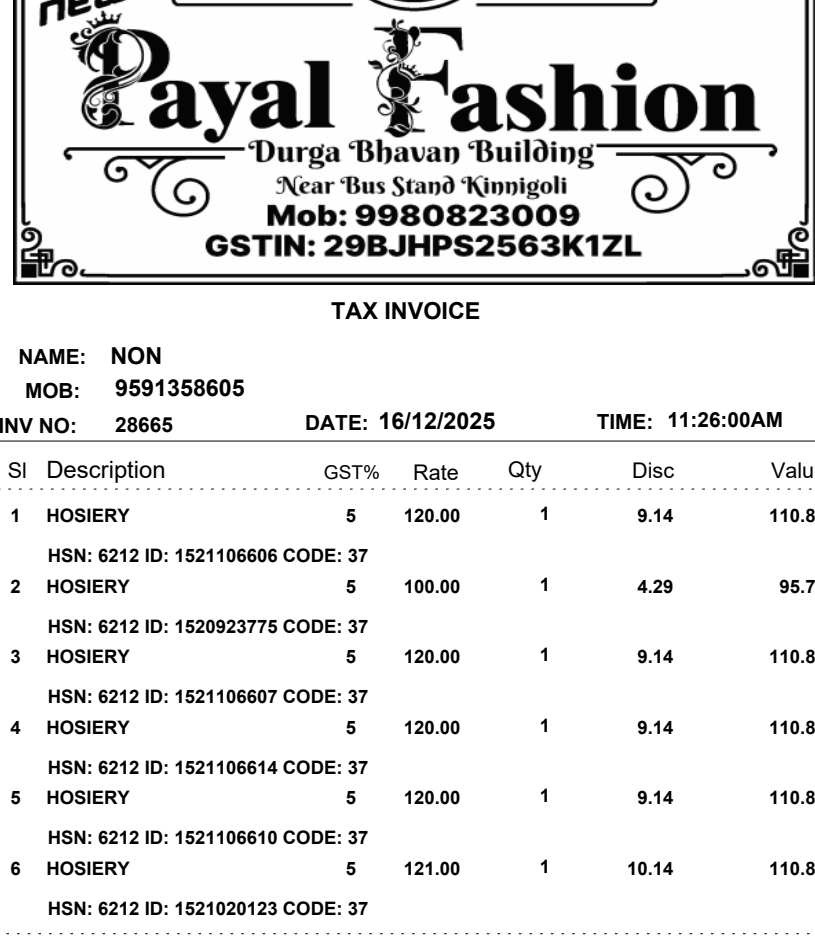 Payal Fashion
Durga Bhavan Building
Near Bus Stand Kinnigoli
Mob: 9980823009
GSTIN: 29BJHPS2563K1ZL
TAX INVOICE
NAME: NON
MOB: 9591358605
INV NO: 28665 DATE: 16/12/2025 TIME: 11:26:00AM
Sl Description GST% Rate Qty Disc Valu
1 HOSIERY 5 120.00 1 9.14 110.8
HSN: 6212 ID: 1521106606 CODE: 37
2 HOSIERY 5 100.00 1 4.29 95.7
HSN: 6212 ID: 1520923775 CODE: 37
3 HOSIERY 5 120.00 1 9.14 110.8
HSN: 6212 ID: 1521106607 CODE: 37
4 HOSIERY 5 120.00 1 9.14 110.8
HSN: 6212 ID: 1521106614 CODE: 37
5 HOSIERY 5 120.00 1 9.14 110.8
HSN: 6212 ID: 1521106610 CODE: 37
6 HOSIERY 5 121.00 1 10.14 110.8
HSN: 6212 ID: 1521020123 CODE: 37